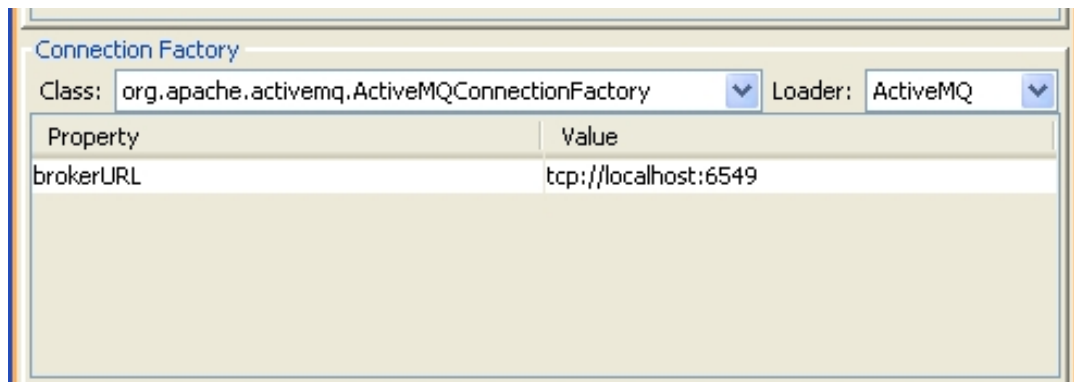 Connection Factory
Class: org.apache.activemq.ActiveMQConnectionFactory Loader: ActiveMQ
Property Value
brokerURL tcp://localhost:6549